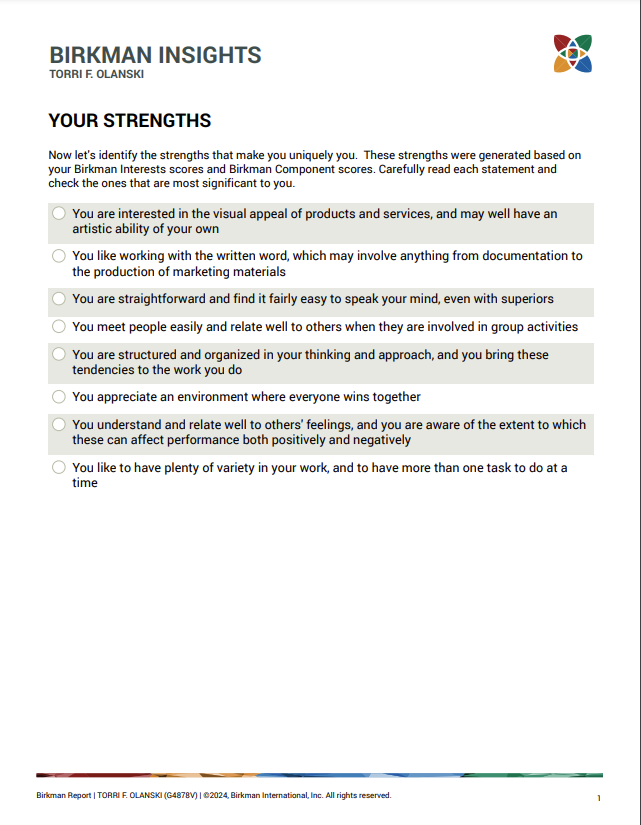 BIRKMAN INSIGHTS
TORRI F. OLANSKI
YOUR STRENGTHS
Now let's identify the strengths that make you uniquely you.  These strengths were generated based on
your Birkman Interests scores and Birkman Component scores. Carefully read each statement and
check the ones that are most significant to you.
You are interested in the visual appeal of products and services, and may well have an
artistic ability of your own
You like working with the written word, which may involve anything from documentation to
the production of marketing materials
You are straightforward and find it fairly easy to speak your mind, even with superiors
You meet people easily and relate well to others when they are involved in group activities
You are structured and organized in your thinking and approach, and you bring these
tendencies to the work you do
You appreciate an environment where everyone wins together
You understand and relate well to others' feelings, and you are aware of the extent to which
these can affect performance both positively and negatively
You like to have plenty of variety in your work, and to have more than one task to do at a
time
Birkman Report | TORRI F. OLANSKI (G4878V) | ©2024, Birkman International, Inc. All rights reserved.
1